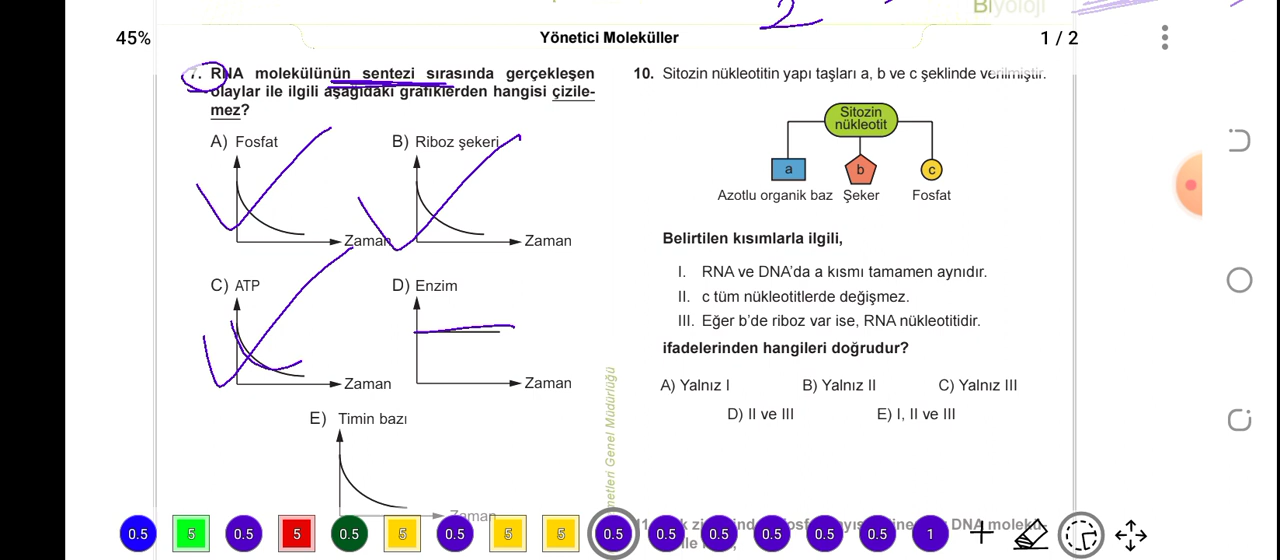 Biyoloji
2
45%
Yönetici Moleküller
1 / 2
7. RNA molekülünün sentezi sırasında gerçekleşen
olaylar ile ilgili aşağıdaki grafiklerden hangisi çizile-
mez?
A) Fosfat
Zaman
B) Riboz şekeri
Zaman
C) ATP
Zaman
D) Enzim
Zaman
E) Timin bazı
Zaman
metleri Genel Müdürlüğü
10. Sitozin nükleotitin yapı taşları a, b ve c şeklinde verilmiştir.
Sitozin
nükleotit
a
b
c
Azotlu organik baz
Şeker
Fosfat
Belirtilen kısımlarla ilgili,
I. RNA ve DNA'da a kısmı tamamen aynıdır.
II. c tüm nükleotitlerde değişmez.
III. Eğer b'de riboz var ise, RNA nükleotitidir.
ifadelerinden hangileri doğrudur?
A) Yalnız I
B) Yalnız II
C) Yalnız III
D) II ve III
E) I, II ve III
DNA molekü-
0.5 5 0.5 5 0.5 5 0.5 5 5 0.5 0.5 0.5 0.5 0.5 0.5 1